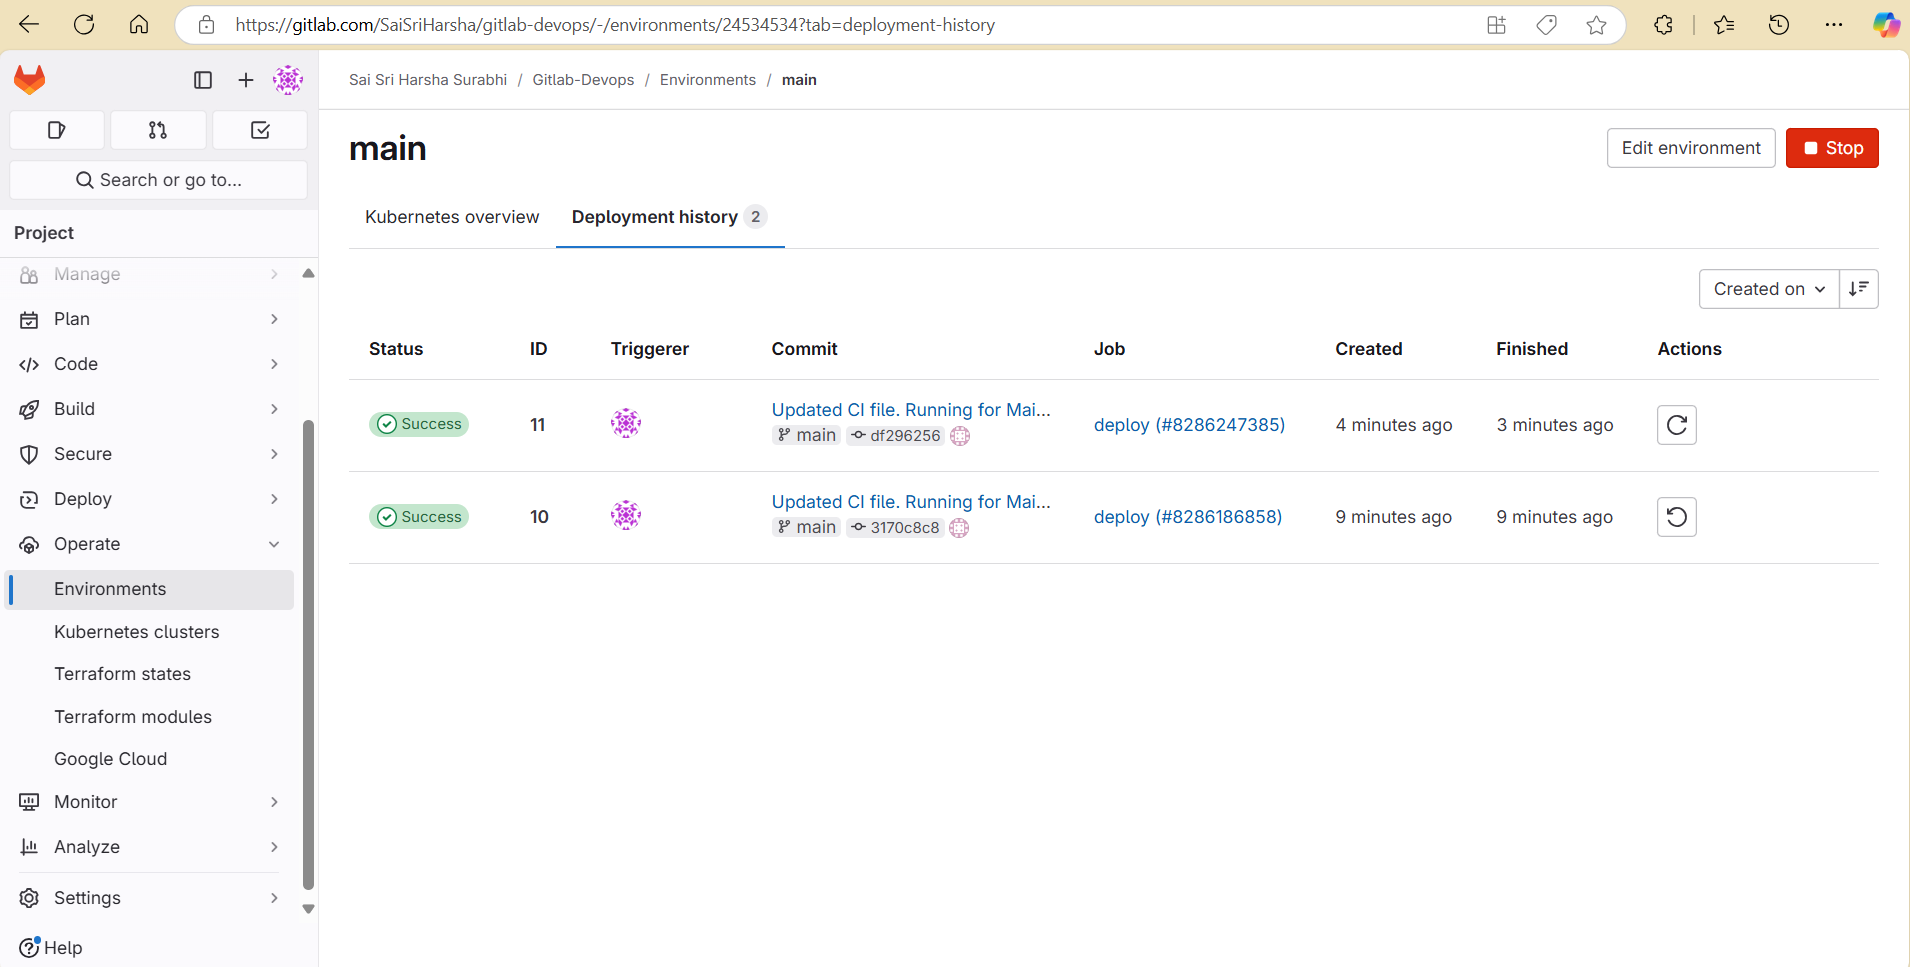 https://gitlab.com/SaiSriHarsha/gitlab-devops/-/environments/24534534?tab=deployment-history
Sai Sri Harsha Surabhi / Gitlab-Devops / Environments / main
Search or go to...
Project
Manage
Plan
Code
Build
Secure
Deploy
Operate
Environments
Kubernetes clusters
Terraform states
Terraform modules
Google Cloud
Monitor
Analyze
Settings
Help
main
Edit environment Stop
Kubernetes overview Deployment history 2
Created on
Status ID Triggerer Commit Job Created Finished Actions
Updated CI file. Running for Mai...
Success 11 deploy (#8286247385) 4 minutes ago 3 minutes ago
main df296256
Updated CI file. Running for Mai...
Success 10 deploy (#8286186858) 9 minutes ago 9 minutes ago
main 3170c8c8